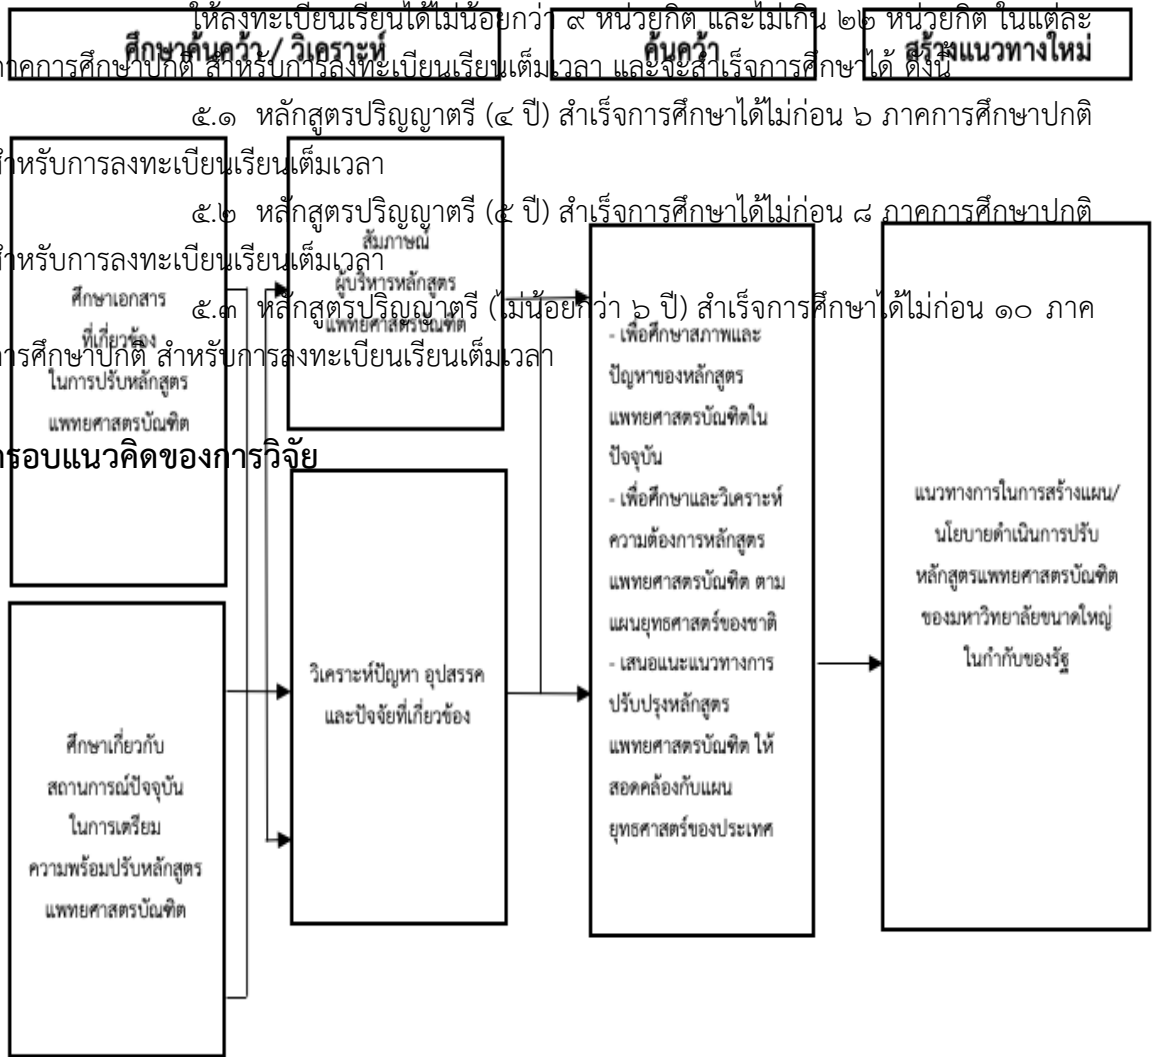 ให้ลงทะเบียนเรียนได้ไม่น้อยกว่า ๙ หน่วยกิต และไม่เกิน ๒๒ หน่วยกิต ในแต่ละ
ภาคการศึกษาปกติ สำหรับการลงทะเบียนเรียนเต็มเวลา และจะสำเร็จการศึกษาได้ ดังนี้
๕.๑ หลักสูตรปริญญาตรี (๔ ปี) สำเร็จการศึกษาได้ไม่ก่อน ๖ ภาคการศึกษาปกติ
สำหรับการลงทะเบียนเรียนเต็มเวลา
๕.๒ หลักสูตรปริญญาตรี (๕ ปี) สำเร็จการศึกษาได้ไม่ก่อน ๘ ภาคการศึกษาปกติ
สำหรับการลงทะเบียนเรียนเต็มเวลา
๕.๓ หลักสูตรปริญญาตรี (ไม่น้อยกว่า ๖ ปี) สำเร็จการศึกษาได้ไม่ก่อน ๑๐ ภาค
การศึกษาปกติ สำหรับการลงทะเบียนเรียนเต็มเวลา
กรอบแนวคิดของการวิจัย
ศึกษาค้นคว้า / วิเคราะห์
ค้นคว้า
สร้างแนวทางใหม่
ศึกษาเอกสาร
ที่เกี่ยวข้อง
ในการปรับหลักสูตร
แพทยศาสตรบัณฑิต
ศึกษาเกี่ยวกับ
สถานการณ์ปัจจุบัน
ในการเตรียม
ความพร้อมปรับหลักสูตร
แพทยศาสตรบัณฑิต
สัมภาษณ์
ผู้บริหารหลักสูตร
แพทยศาสตรบัณฑิต
วิเคราะห์ปัญหา อุปสรรค
และปัจจัยที่เกี่ยวข้อง
- เพื่อศึกษาสภาพและ
ปัญหาของหลักสูตร
แพทยศาสตรบัณฑิตใน
ปัจจุบัน
- เพื่อศึกษาและวิเคราะห์
ความต้องการหลักสูตร
แพทยศาสตรบัณฑิต ตาม
แผนยุทธศาสตร์ของชาติ
- เสนอแนะแนวทางการ
ปรับปรุงหลักสูตร
แพทยศาสตรบัณฑิต ให้
สอดคล้องกับแผน
ยุทธศาสตร์ของประเทศ
แนวทางการในการสร้างแผน/
นโยบายดำเนินการปรับ
หลักสูตรแพทยศาสตรบัณฑิต
ของมหาวิทยาลัยขนาดใหญ่
ในกำกับของรัฐ